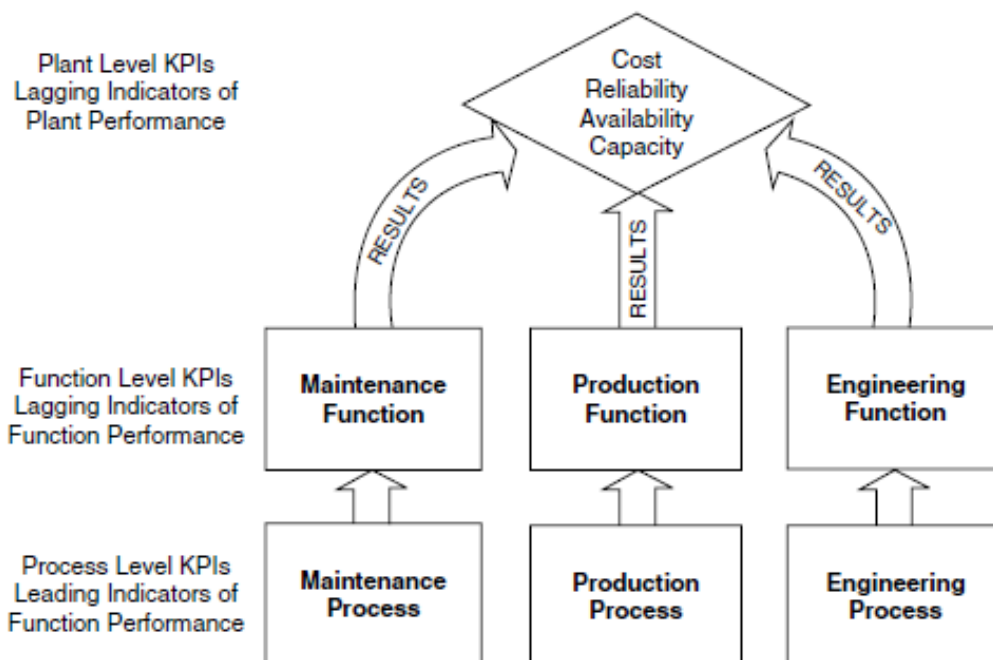 Plant Level KPIs
Lagging Indicators of
Plant Performance
Cost
Reliability
Availability
Capacity
RESULTS
RESULTS
RESULTS
Function Level KPIs
Lagging Indicators of
Function Performance
Maintenance
Function
Production
Function
Engineering
Function
Process Level KPIs
Leading Indicators of
Function Performance
Maintenance
Process
Production
Process
Engineering
Process